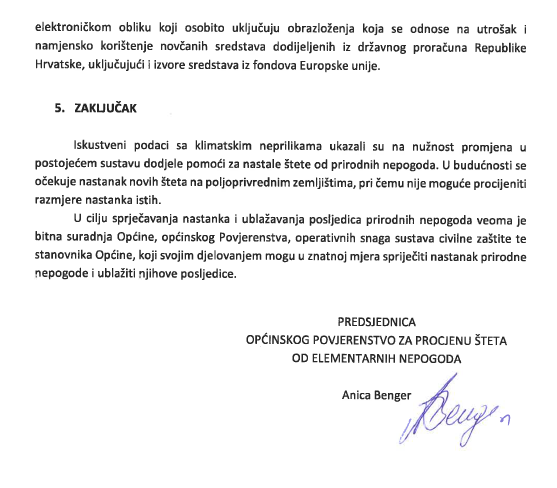 elektroničkom obliku koji osobito uključuju obrazloženja koja se odnose na utrošak i
namjensko korištenje novčanih sredstava dodijeljenih iz državnog proračuna Republike
Hrvatske, uključujući i izvore sredstava iz fondova Europske unije.
5. ZAKLJUČAK
Iskustveni podaci sa klimatskim neprilikama ukazali su na nužnost promjena u
postojećem sustavu dodjele pomoći za nastale štete od prirodnih nepogoda. U budućnosti se
očekuje nastanak novih šteta na poljoprivrednim zemljištima, pri čemu nije moguće procijeniti
razmjere nastanka istih.
U cilju sprječavanja nastanka i ublažavanja posljedica prirodnih nepogoda veoma je
bitna suradnja Općine, općinskog Povjerenstva, operativnih snaga sustava civilne zaštite te
stanovnika Općine, koji svojim djelovanjem mogu u znatnoj mjera spriječiti nastanak prirodne
nepogode i ublažiti njihove posljedice.
PREDSJEDNICA
OPĆINSKOG POVJERENSTVO ZA PROCJENU ŠTETA
OD ELEMENTARNIH NEPOGODA
Anica Benger
ABenger